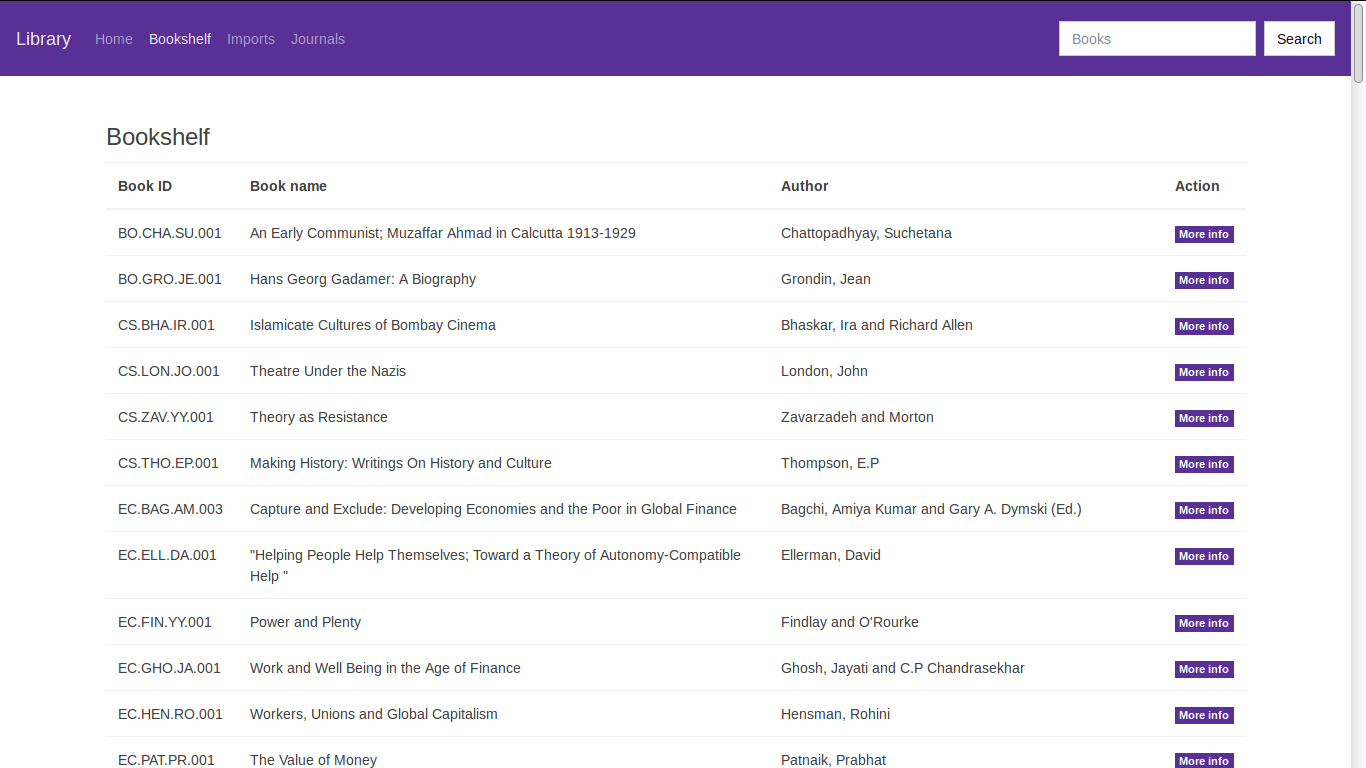 Library Home Bookshelf Imports Journals Books Search
Bookshelf
Book ID Book name Author Action
BO.CHA.SU.001 An Early Communist; Muzaffar Ahmad in Calcutta 1913-1929 Chattopadhyay, Suchetana More info
BO.GRO.JE.001 Hans Georg Gadamer: A Biography Grondin, Jean More info
CS.BHA.IR.001 Islamicate Cultures of Bombay Cinema Bhaskar, Ira and Richard Allen More info
CS.LON.JO.001 Theatre Under the Nazis London, John More info
CS.ZAV.YY.001 Theory as Resistance Zavarzadeh and Morton More info
CS.THO.EP.001 Making History: Writings On History and Culture Thompson, E.P More info
EC.BAG.AM.003 Capture and Exclude: Developing Economies and the Poor in Global Finance Bagchi, Amiya Kumar and Gary A. Dymski (Ed.) More info
EC.ELL.DA.001 "Helping People Help Themselves; Toward a Theory of Autonomy-Compatible Ellerman, David More info
Help "
EC.FIN.YY.001 Power and Plenty Findlay and O'Rourke More info
EC.GHO.JA.001 Work and Well Being in the Age of Finance Ghosh, Jayati and C.P Chandrasekhar More info
EC.HEN.RO.001 Workers, Unions and Global Capitalism Hensman, Rohini More info
EC.PAT.PR.001 The Value of Money Patnaik, Prabhat More info